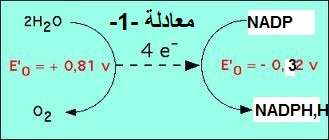 معادلة -1-
2H₂O
NADP
4 e⁻
E'₀ = + 0,81 v
E'₀ = - 0,32 v
O₂
NADPH,H